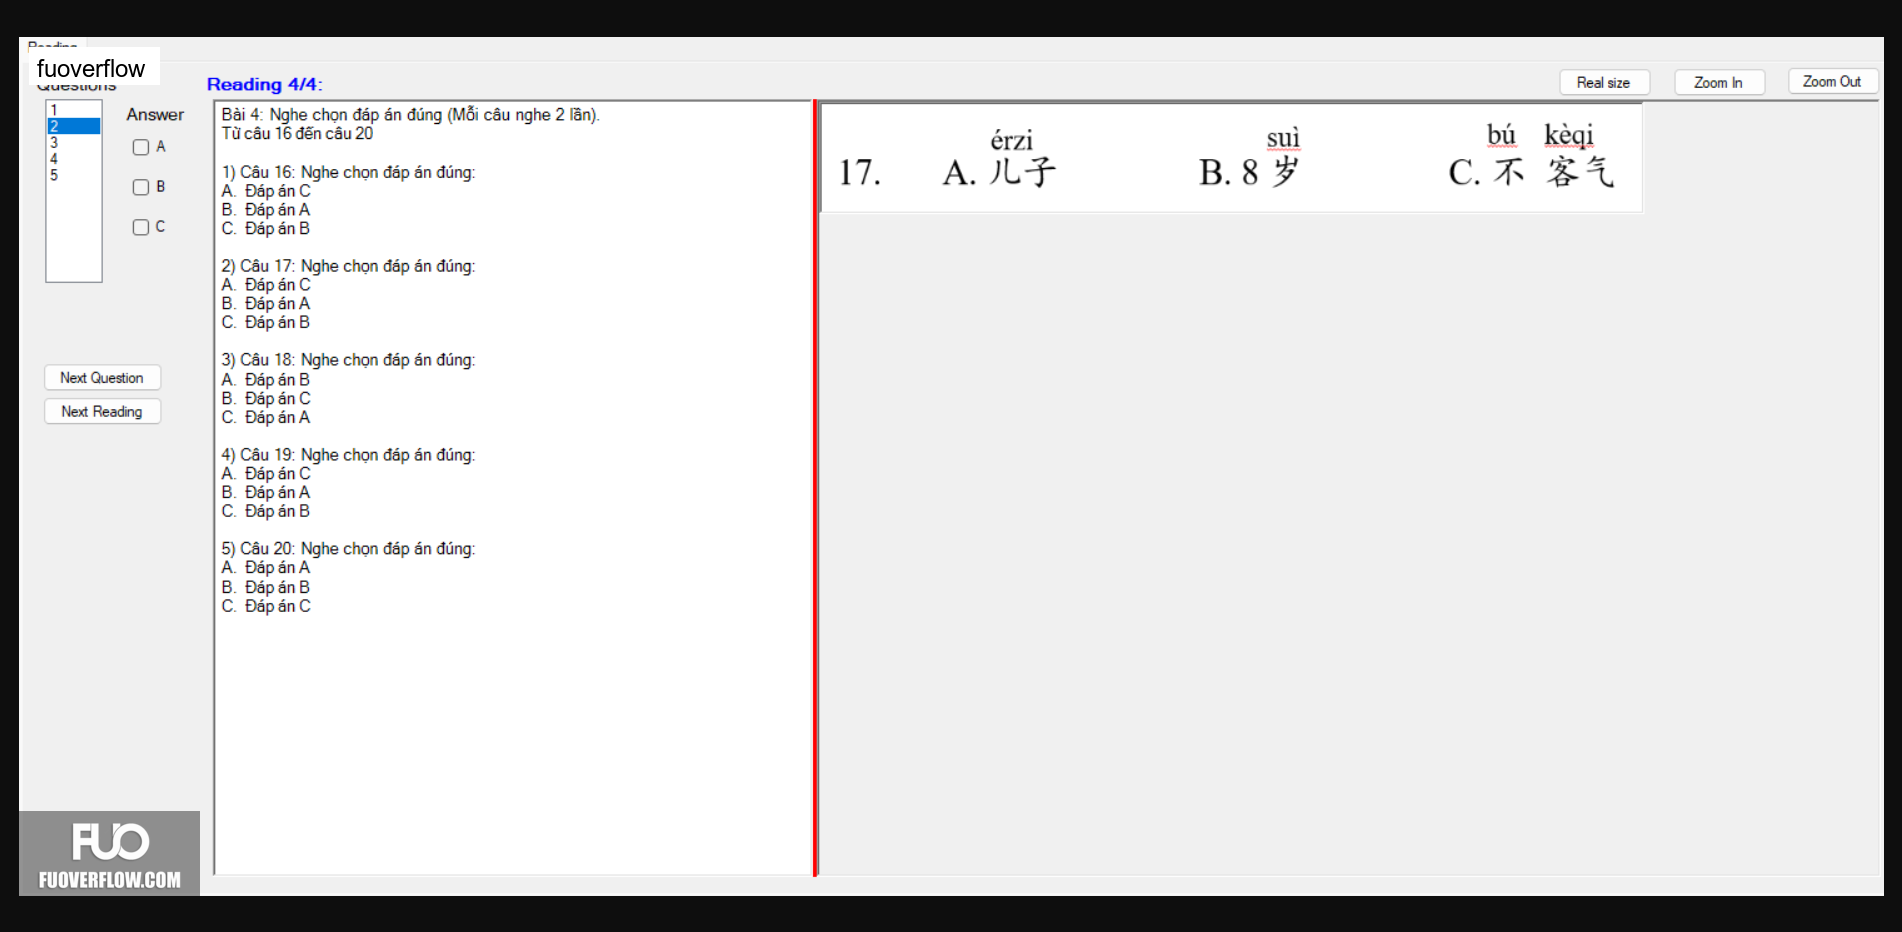 Reading
fuoverflow
Questions
Reading 4/4:
Real size
Zoom In
Zoom Out
1
2
3
4
5
Answer
A
B
C
Next Question
Next Reading
Bài 4: Nghe chọn đáp án đúng (Mỗi câu nghe 2 lần).
Từ câu 16 đến câu 20
1) Câu 16: Nghe chọn đáp án đúng:
A. Đáp án C
B. Đáp án A
C. Đáp án B
2) Câu 17: Nghe chọn đáp án đúng:
A. Đáp án C
B. Đáp án A
C. Đáp án B
3) Câu 18: Nghe chọn đáp án đúng:
A. Đáp án B
B. Đáp án C
C. Đáp án A
4) Câu 19: Nghe chọn đáp án đúng:
A. Đáp án C
B. Đáp án A
C. Đáp án B
5) Câu 20: Nghe chọn đáp án đúng:
A. Đáp án A
B. Đáp án B
C. Đáp án C
érzi suì bú kèqi
17. A. 儿子 B. 8 岁 C. 不 客气
FUO
FUOVERFLOW.COM